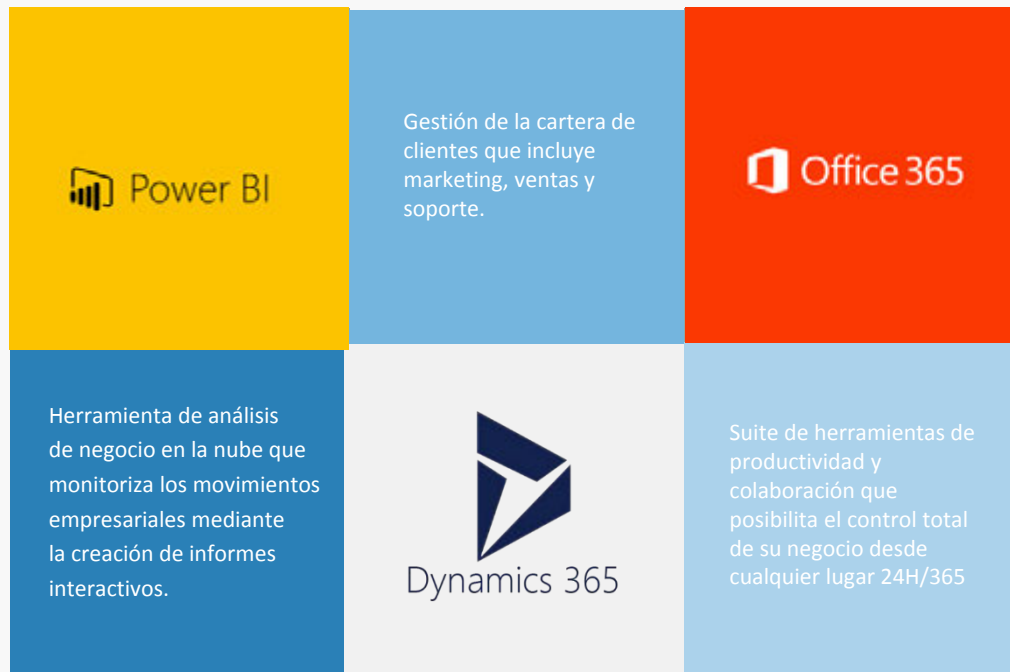 Power BI
Gestión de la cartera de
clientes que incluye
marketing, ventas y
soporte.
Office 365
Herramienta de análisis
de negocio en la nube que
monitoriza los movimientos
empresariales mediante
la creación de informes
interactivos.
Dynamics 365
Suite de herramientas de
productividad y
colaboración que
posibilita el control total
de su negocio desde
cualquier lugar 24H/365